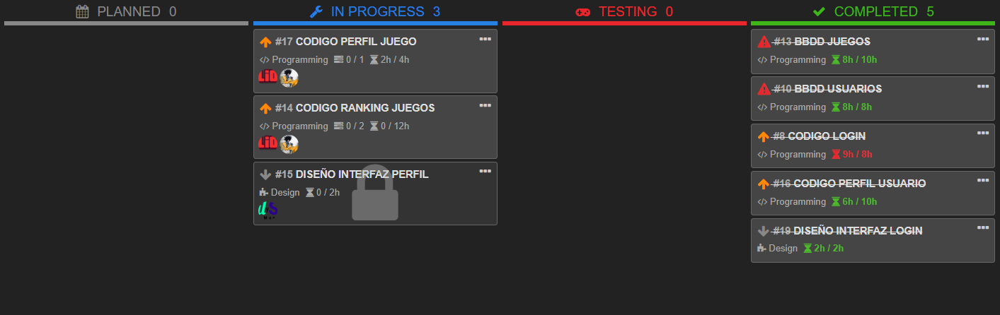 PLANNED 0
IN PROGRESS 3
#17 CODIGO PERFIL JUEGO
Programming 0 / 1 2h / 4h
LiD
#14 CODIGO RANKING JUEGOS
Programming 0 / 2 0 / 12h
LiD
#15 DISEÑO INTERFAZ PERFIL
Design 0 / 2h
TESTING 0
COMPLETED 5
#13 BBDD JUEGOS
Programming 8h / 10h
#10 BBDD USUARIOS
Programming 8h / 8h
#8 CODIGO LOGIN
Programming 9h / 8h
#16 CODIGO PERFIL USUARIO
Programming 6h / 10h
#19 DISEÑO INTERFAZ LOGIN
Design 2h / 2h